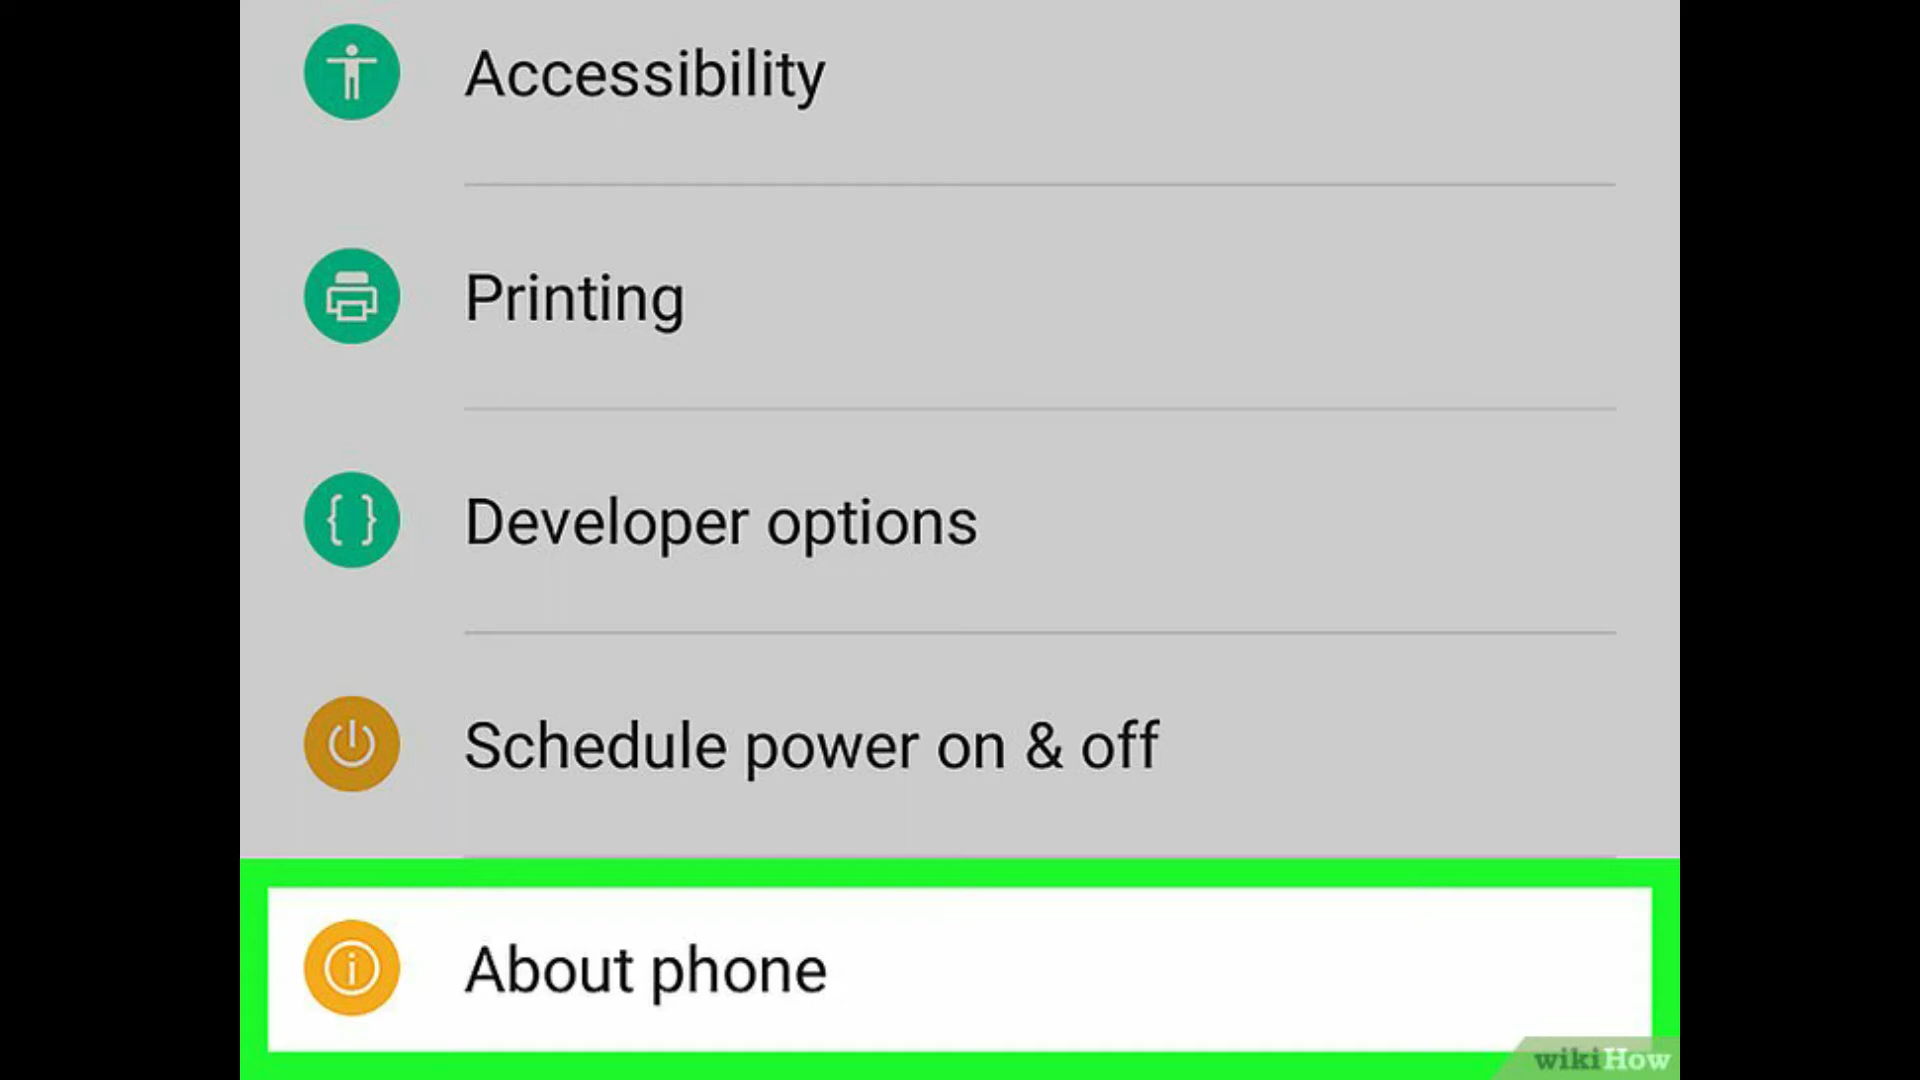 Accessibility
Printing
Developer options
Schedule power on & off
About phone
wikiHow